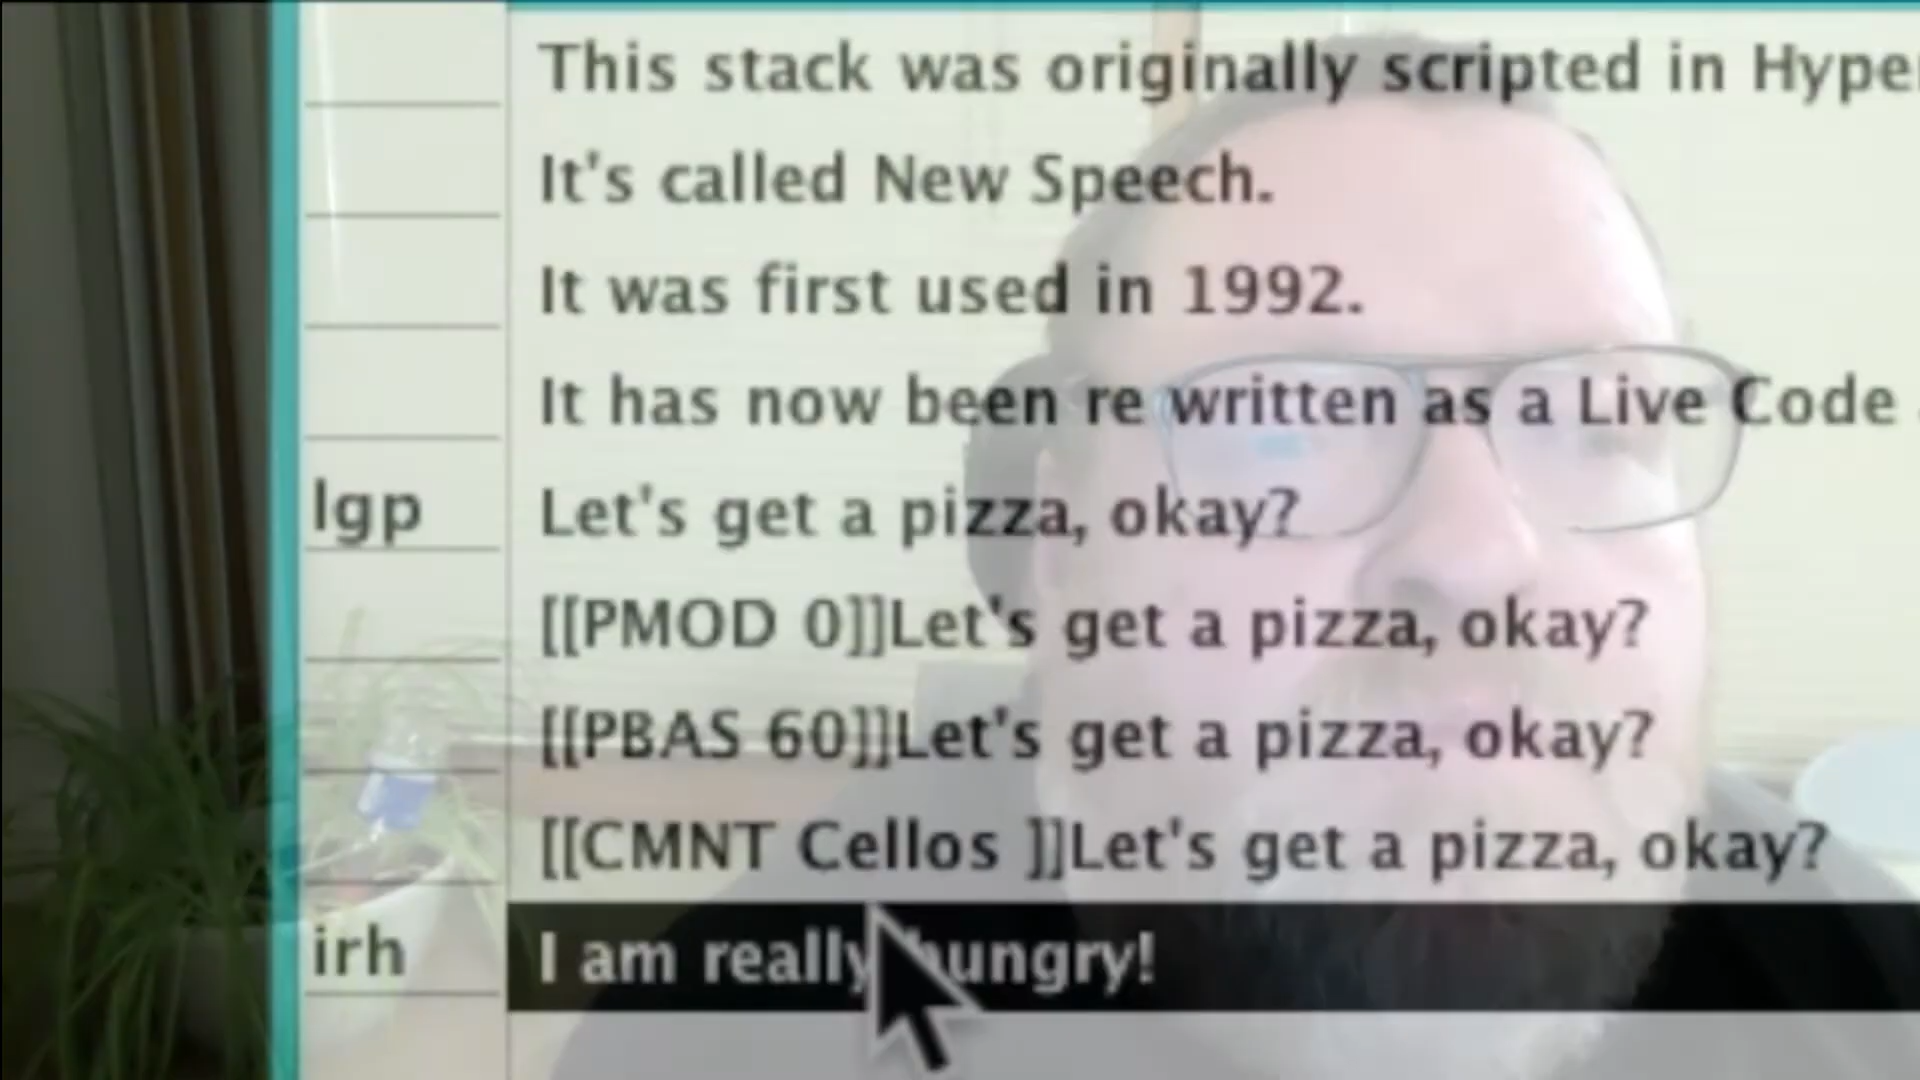 This stack was originally scripted in Hyper
It's called New Speech.
It was first used in 1992.
It has now been re written as a Live Code
lgp Let's get a pizza, okay?
[[PMOD 0]]Let's get a pizza, okay?
[[PBAS 60]]Let's get a pizza, okay?
[[CMNT Cellos ]]Let's get a pizza, okay?
irh I am really hungry!